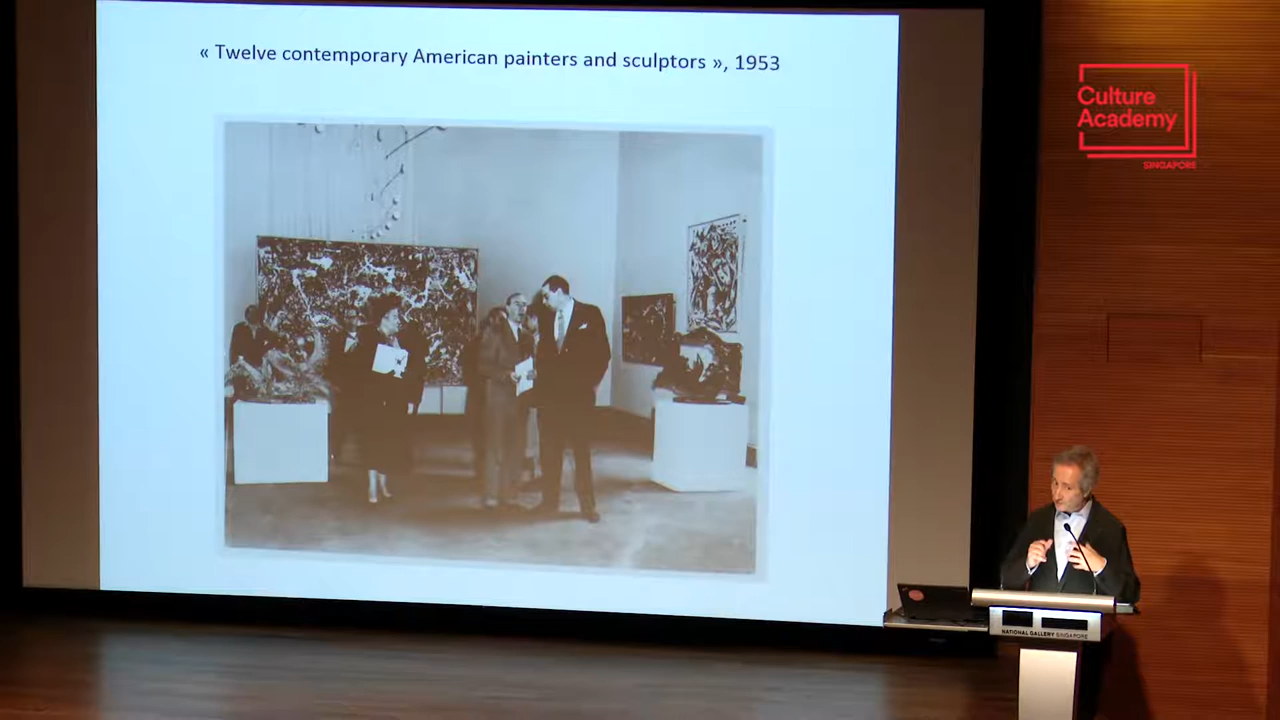 « Twelve contemporary American painters and sculptors », 1953
Culture
Academy
SINGAPORE
NATIONAL GALLERY SINGAPORE